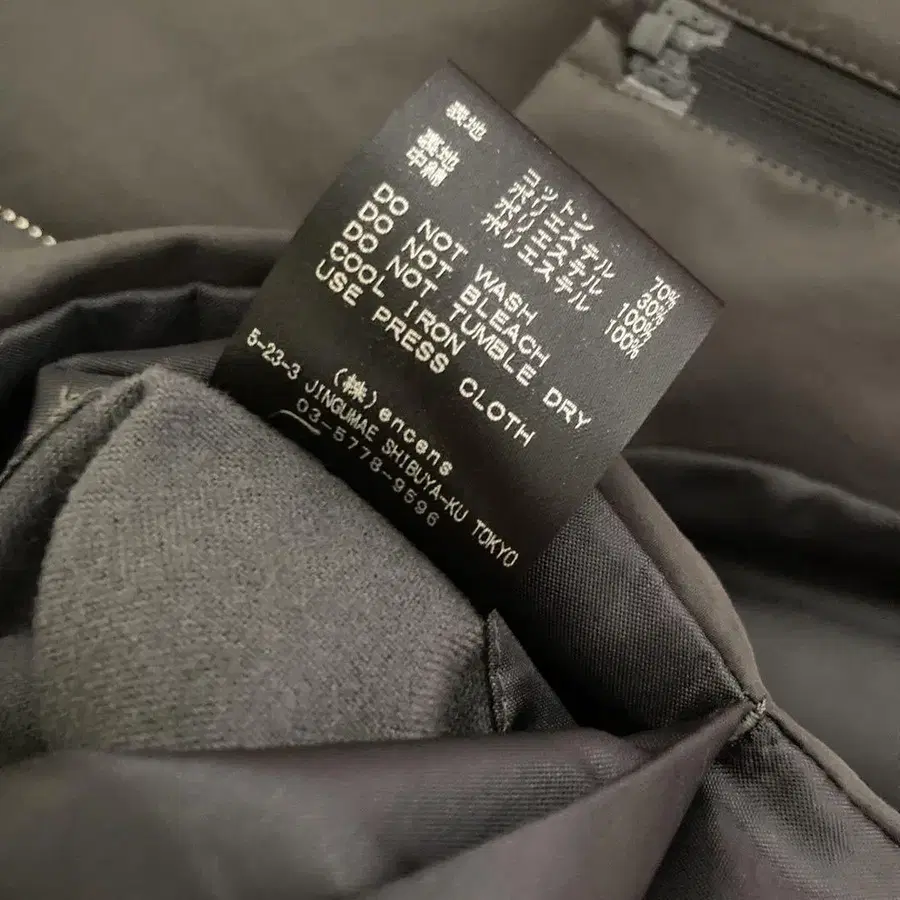 表地 コットン 70%
ポリエステル 30%
裏地 ポリエステル 100%
中綿 ポリエステル 100%
DO NOT WASH
DO NOT BLEACH
DO NOT TUMBLE DRY
COOL IRON
USE PRESS CLOTH
(株)encens
5-23-3 JINGUMAE SHIBUYA-KU TOKYO
03-5778-9596